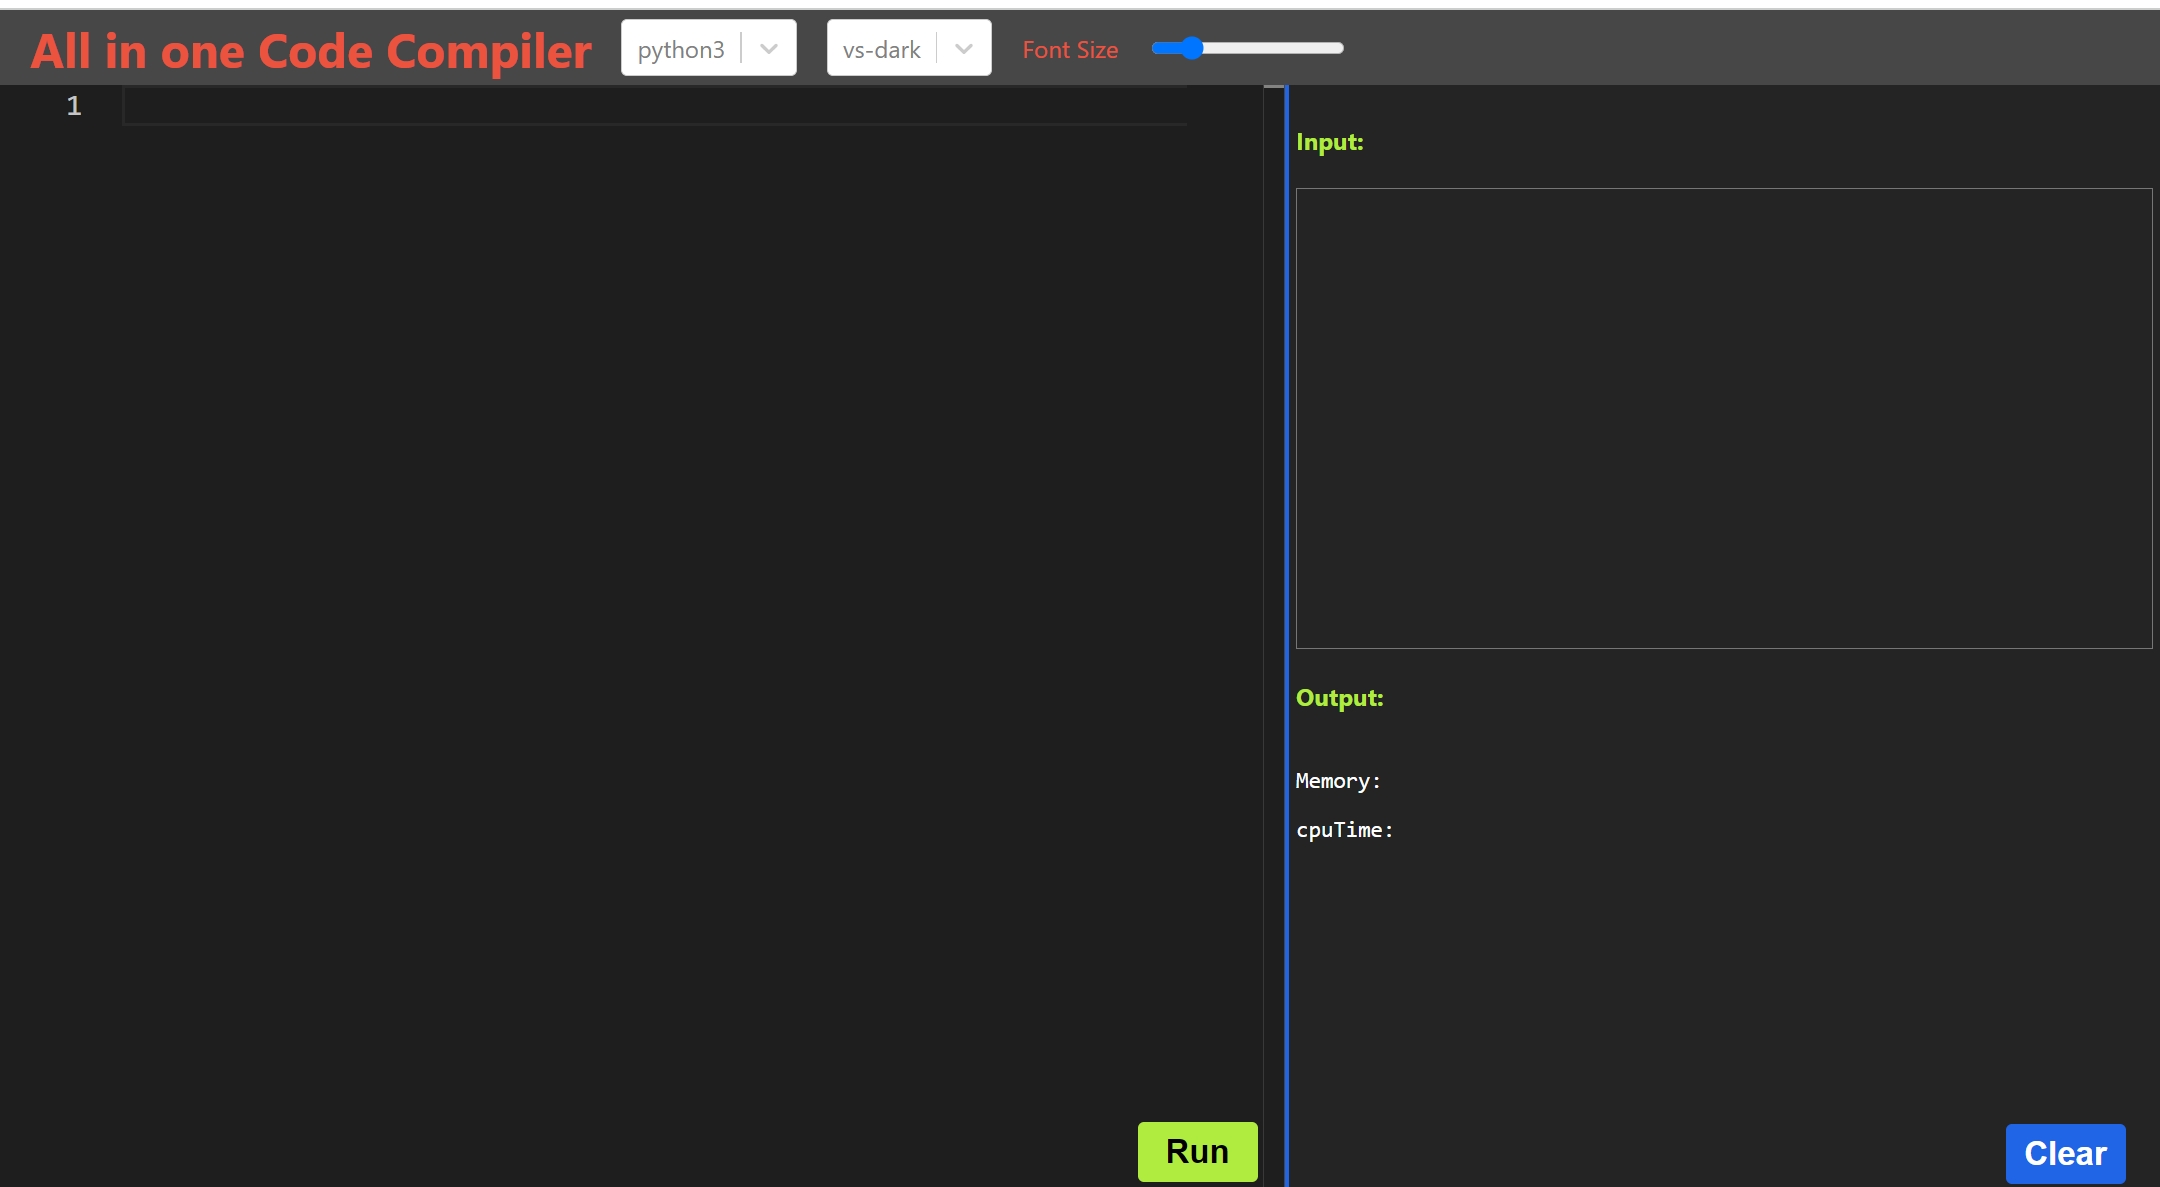 All in one Code Compiler python3 vs-dark Font Size
1
Input:
Output:
Memory:
cpuTime:
Run
Clear